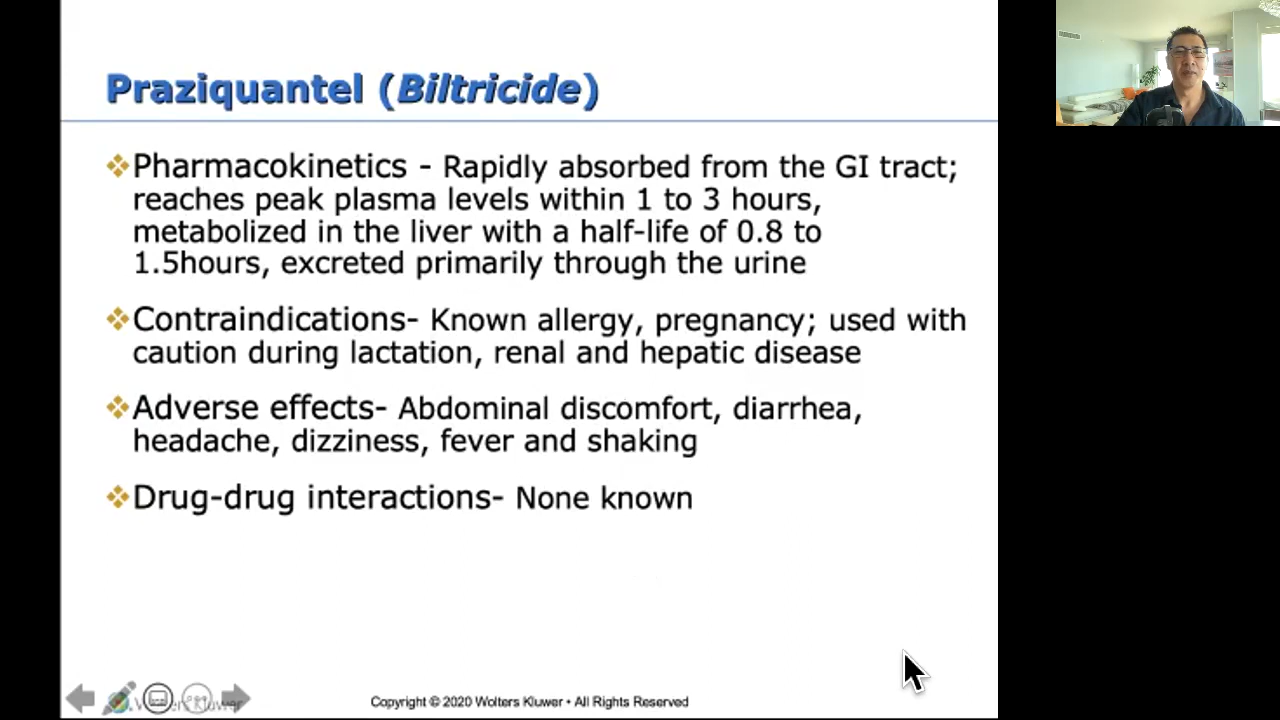 Praziquantel (Biltricide)
Pharmacokinetics - Rapidly absorbed from the GI tract;
reaches peak plasma levels within 1 to 3 hours,
metabolized in the liver with a half-life of 0.8 to
1.5hours, excreted primarily through the urine
Contraindications- Known allergy, pregnancy; used with
caution during lactation, renal and hepatic disease
Adverse effects- Abdominal discomfort, diarrhea,
headache, dizziness, fever and shaking
Drug-drug interactions- None known
Wolters Kluwer
Copyright © 2020 Wolters Kluwer • All Rights Reserved